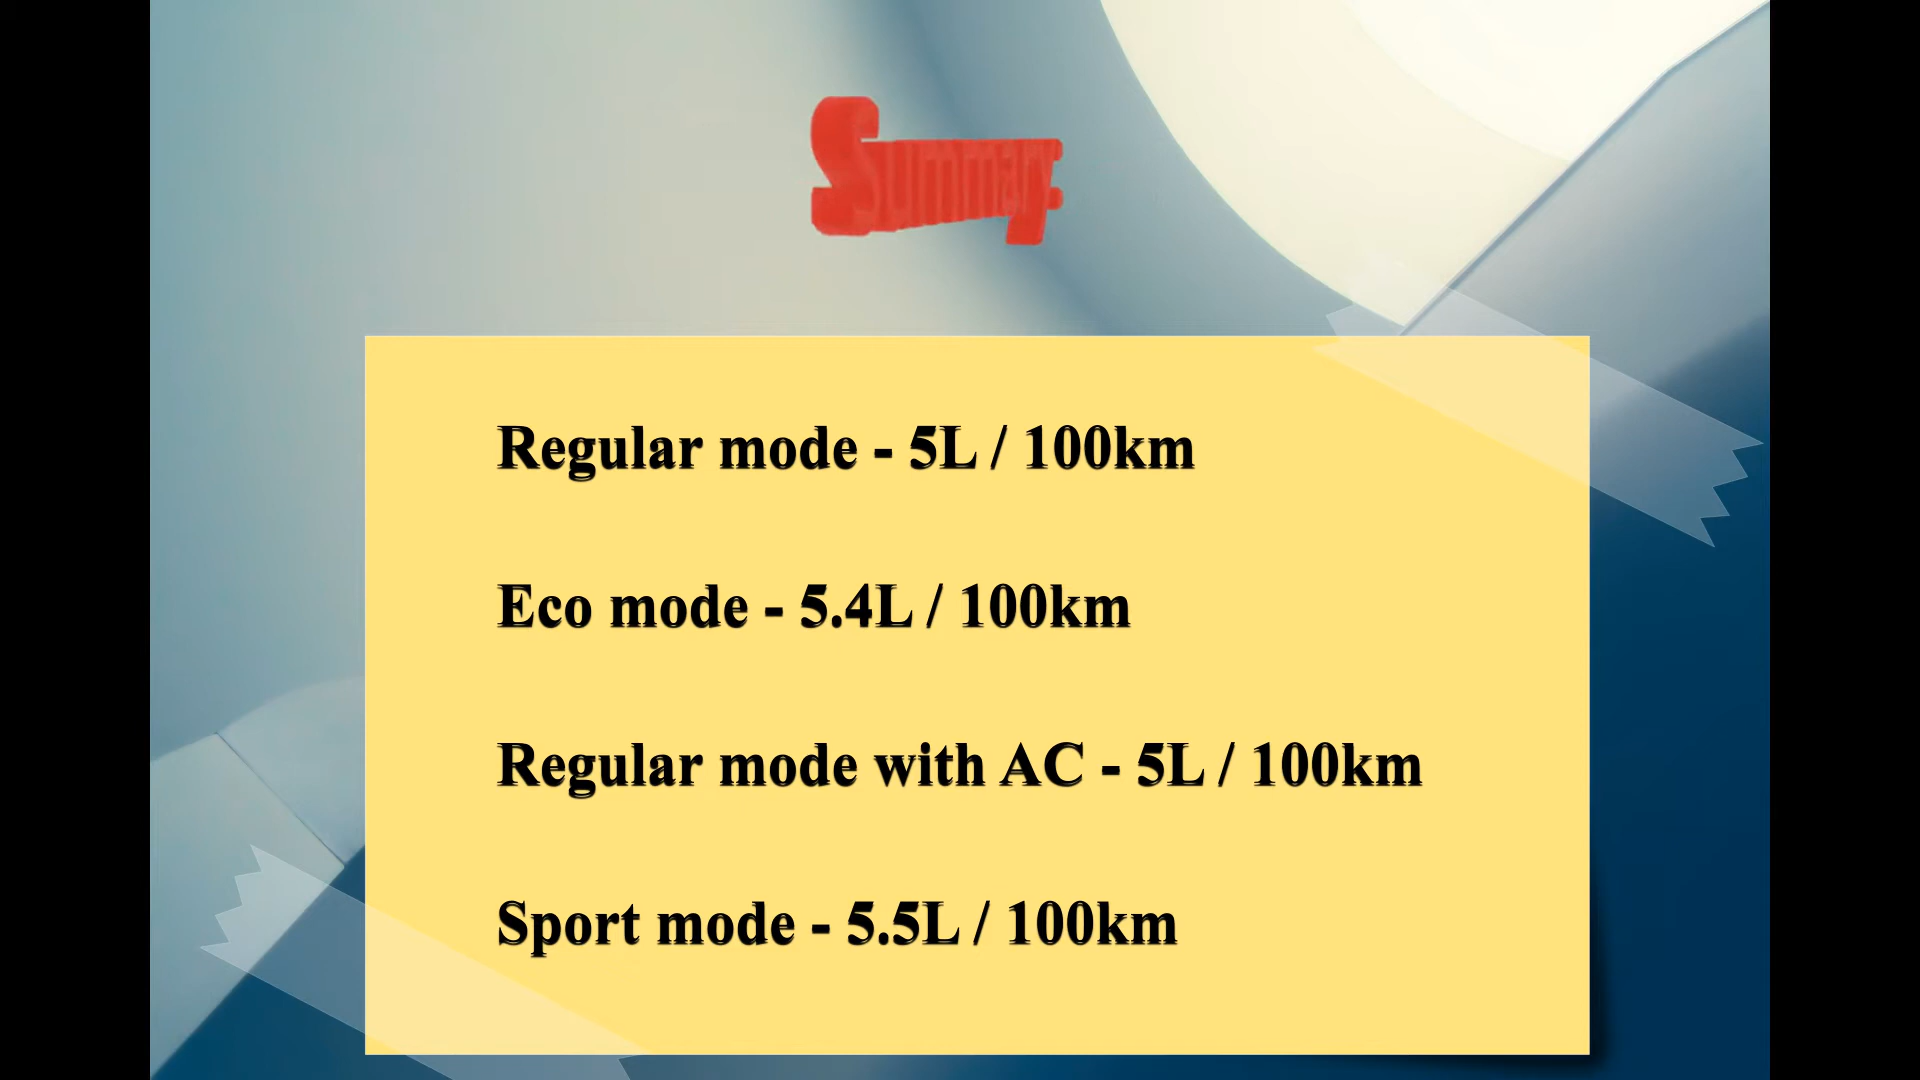 Summary
Regular mode - 5L / 100km
Eco mode - 5.4L / 100km
Regular mode with AC - 5L / 100km
Sport mode - 5.5L / 100km